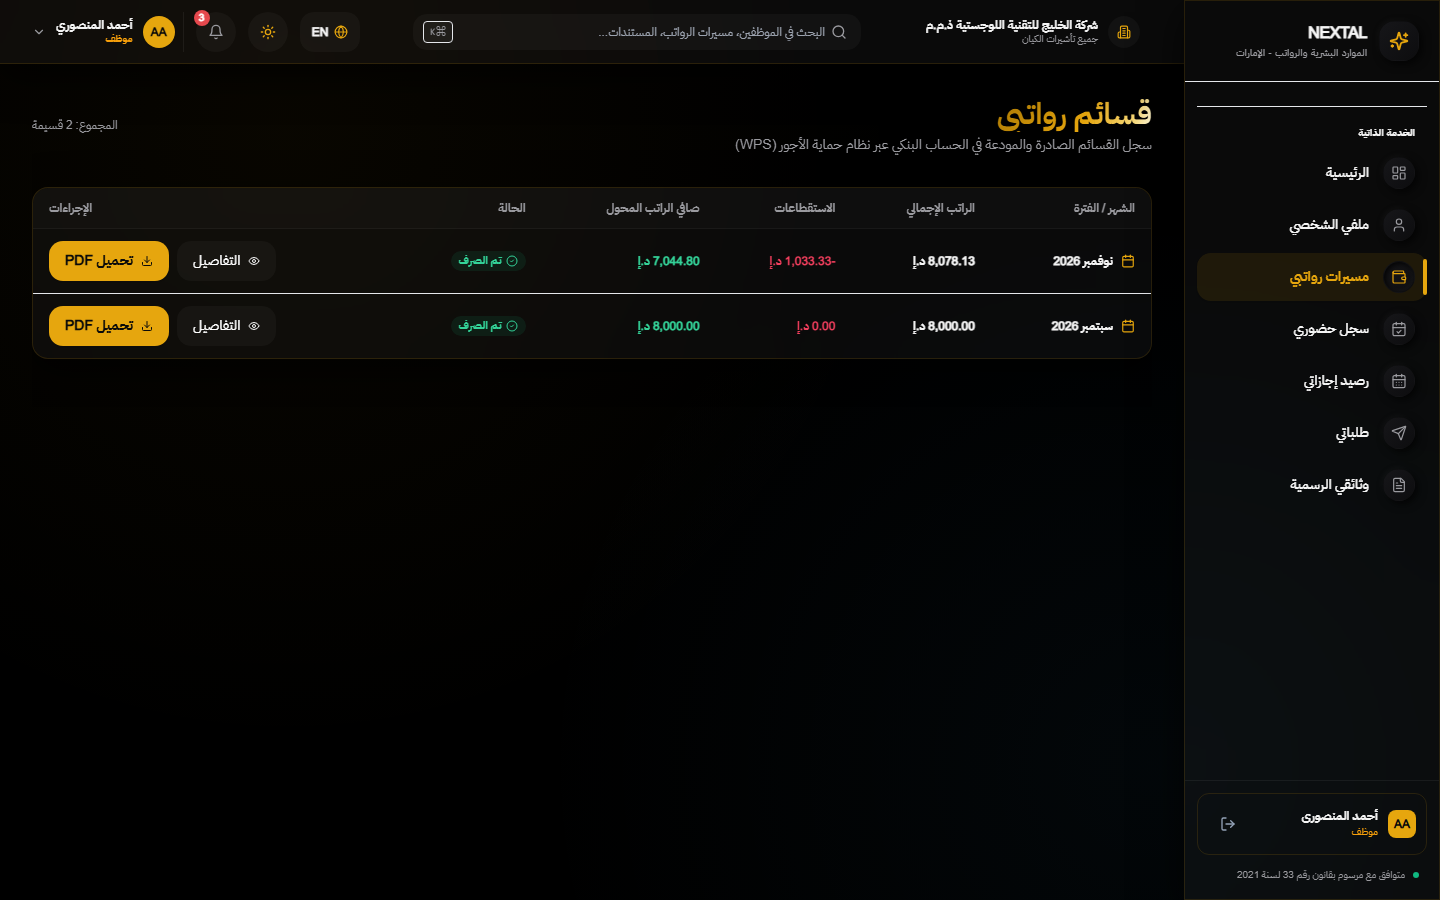 NEXTAL
الموارد البشرية والرواتب - الإمارات
الخدمة الذاتية
الرئيسية
ملفي الشخصي
مسيرات رواتبي
سجل حضوري
رصيد إجازاتي
طلباتي
وثائقي الرسمية
AA
أحمد المنصوري
موظف
متوافق مع مرسوم بقانون رقم 33 لسنة 2021
شركة الخليج للتقنية اللوجستية ذ.م.م
جميع تأشيرات الكيان
البحث في الموظفين، مسيرات الرواتب، المستندات...
⌘K
EN
3
AA
أحمد المنصوري
موظف
قسائم رواتبي
سجل القسائم الصادرة والمودعة في الحساب البنكي عبر نظام حماية الأجور (WPS)
المجموع: 2 قسيمة
الشهر / الفترة الراتب الإجمالي الاستقطاعات صافي الراتب المحول الحالة الإجراءات
نوفمبر 2026 8,078.13 د.إ -1,033.33 د.إ 7,044.80 د.إ تم الصرف التفاصيل تحميل PDF
سبتمبر 2026 8,000.00 د.إ 0.00 د.إ 8,000.00 د.إ تم الصرف التفاصيل تحميل PDF